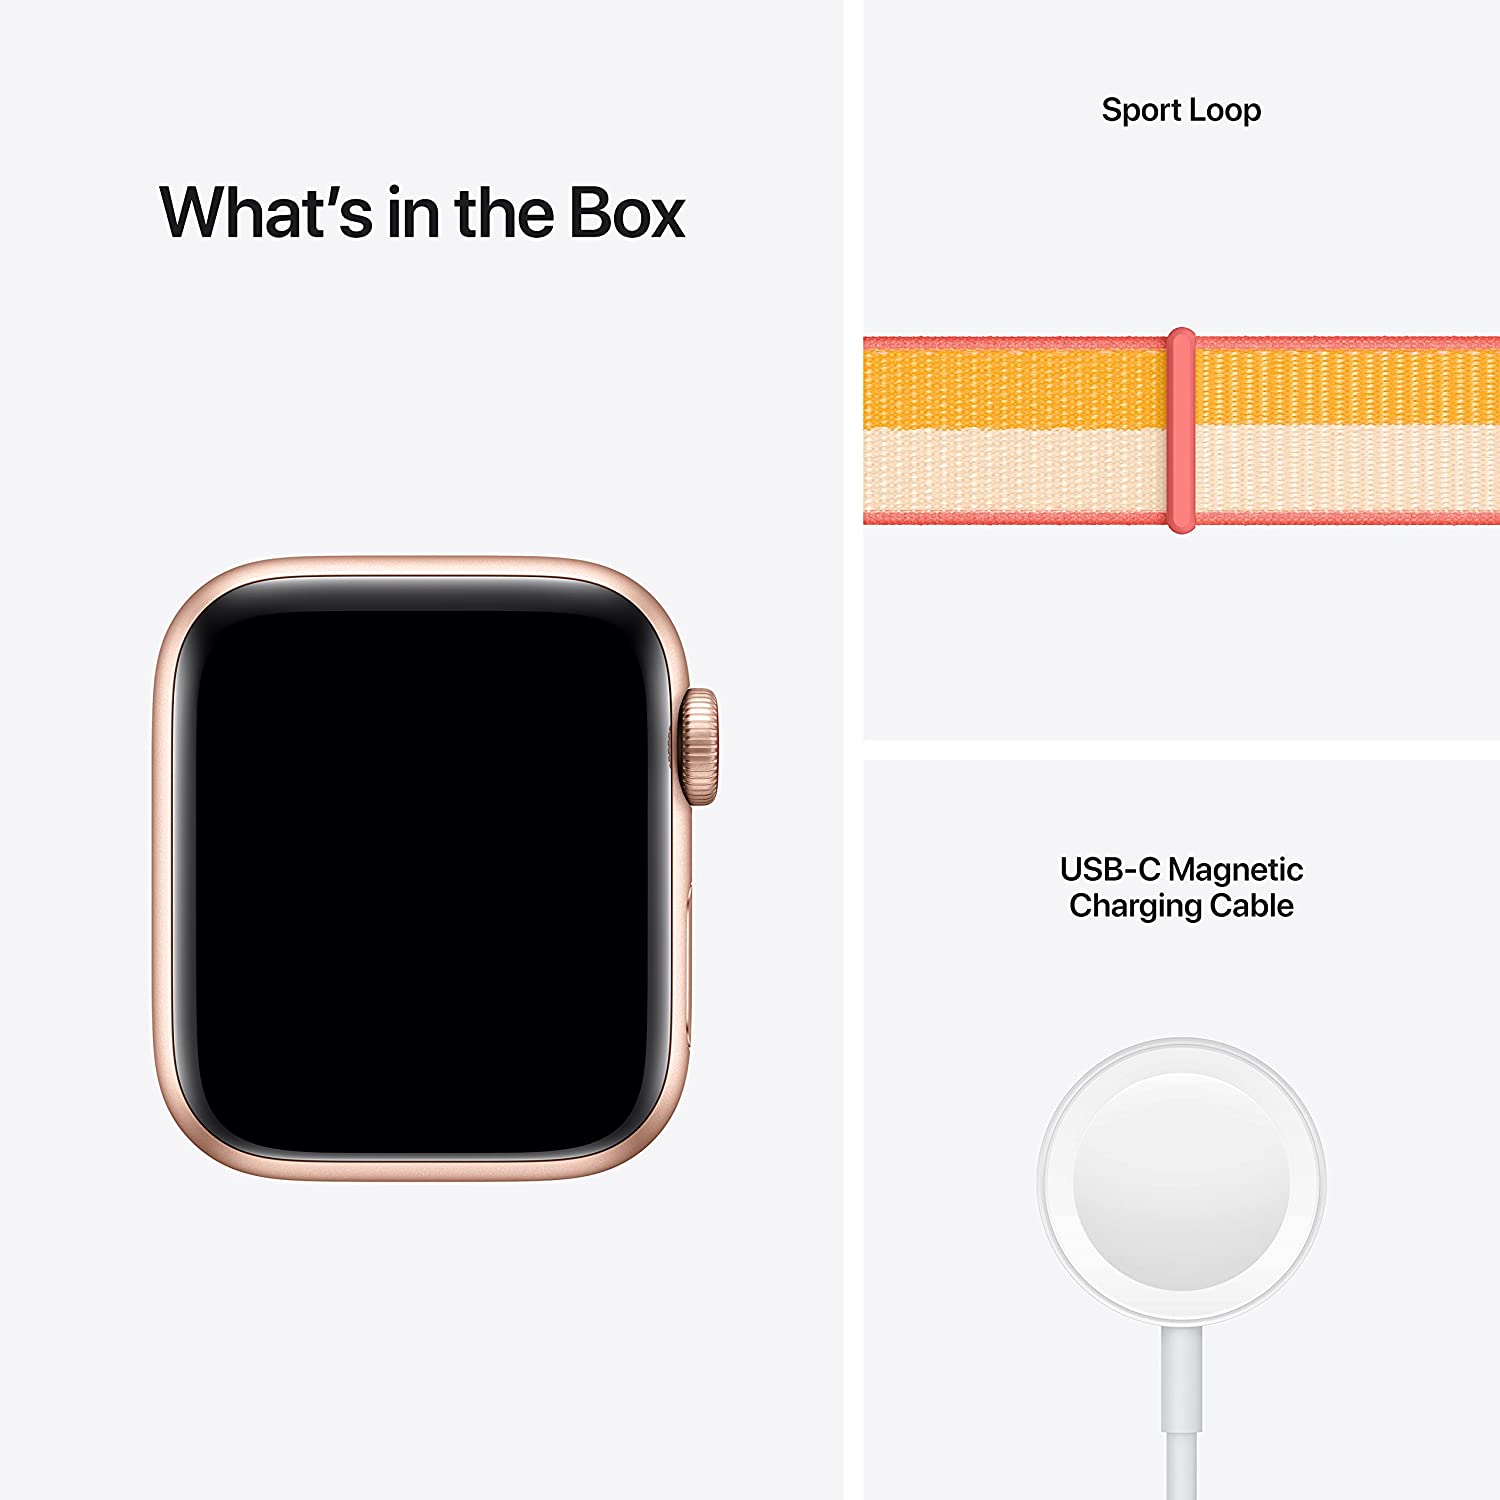 What’s in the Box
Sport Loop
USB-C Magnetic
Charging Cable